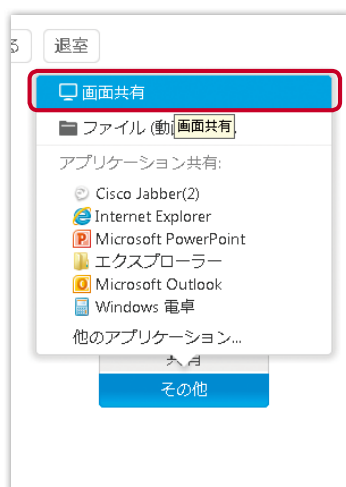 る 退室
画面共有
ファイル (動
画面共有
アプリケーション共有:
Cisco Jabber(2)
Internet Explorer
Microsoft PowerPoint
エクスプローラー
Microsoft Outlook
Windows 電卓
他のアプリケーション...
共有
その他